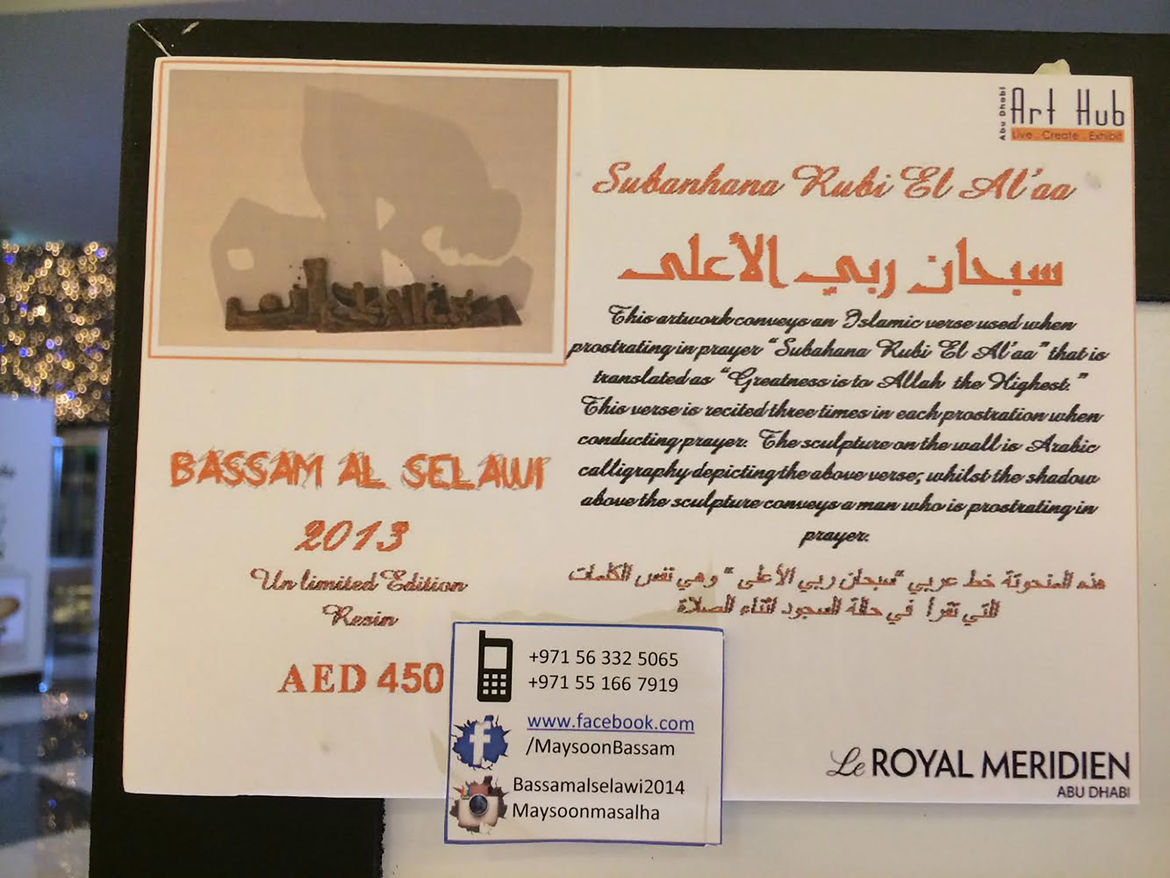 Abu Dhabi
Art Hub
Live . Create . Exhibit
Subanhana Rubi El Al'aa
سبحان ربي الأعلى
This artwork conveys an Islamic verse used when
prostrating in prayer “Subahana Rubi El Al'aa” that is
translated as “Greatness is to Allah the Highest.”
This verse is recited three times in each prostration when
conducting prayer. The sculpture on the wall is Arabic
calligraphy depicting the above verse; whilst the shadow
above the sculpture conveys a man who is prostrating in
prayer.
هذه المنحوتة خط عربي “سبحان ربي الأعلى “ وهي نفس الكلمات
التي تقرأ في حالة السجود اثناء الصلاة
BASSAM AL SELAWI
2013
Un limited Edition
Resin
AED 450
+971 56 332 5065
+971 55 166 7919
www.facebook.com
/MaysoonBassam
Bassamalselawi2014
Maysoonmasalha
Le ROYAL MERIDIEN
ABU DHABI